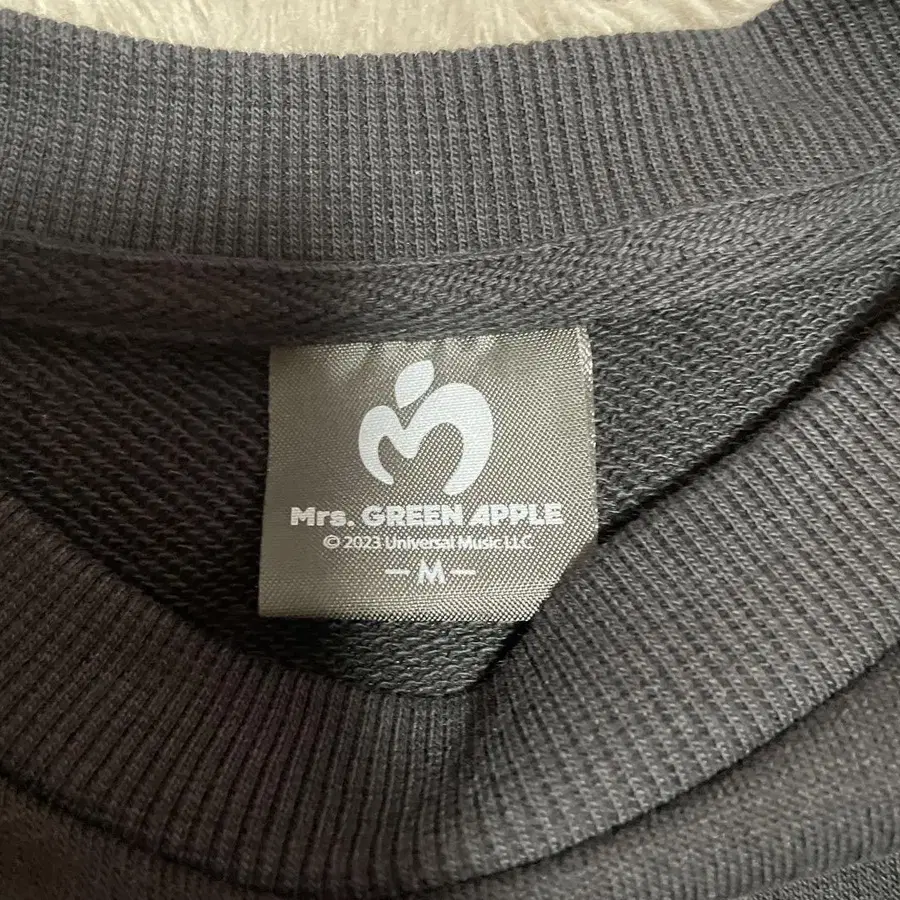 Mrs. GREEN APPLE
© 2023 Universal Music LLC
—M—